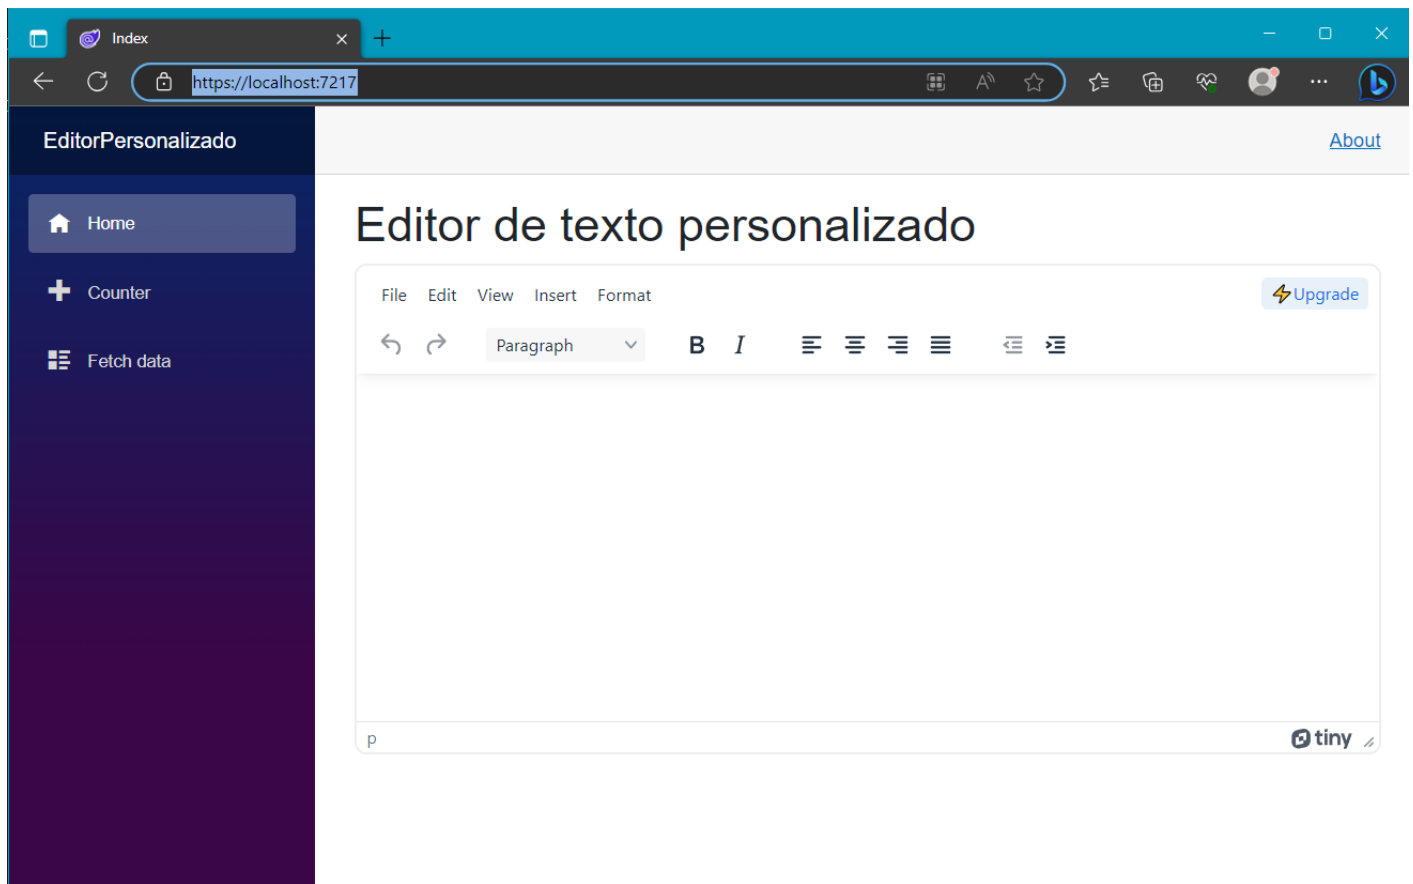 Index
https://localhost:7217
EditorPersonalizado
About
Home
Counter
Fetch data
Editor de texto personalizado
File Edit View Insert Format
⚡Upgrade
Paragraph
B I
p
tiny